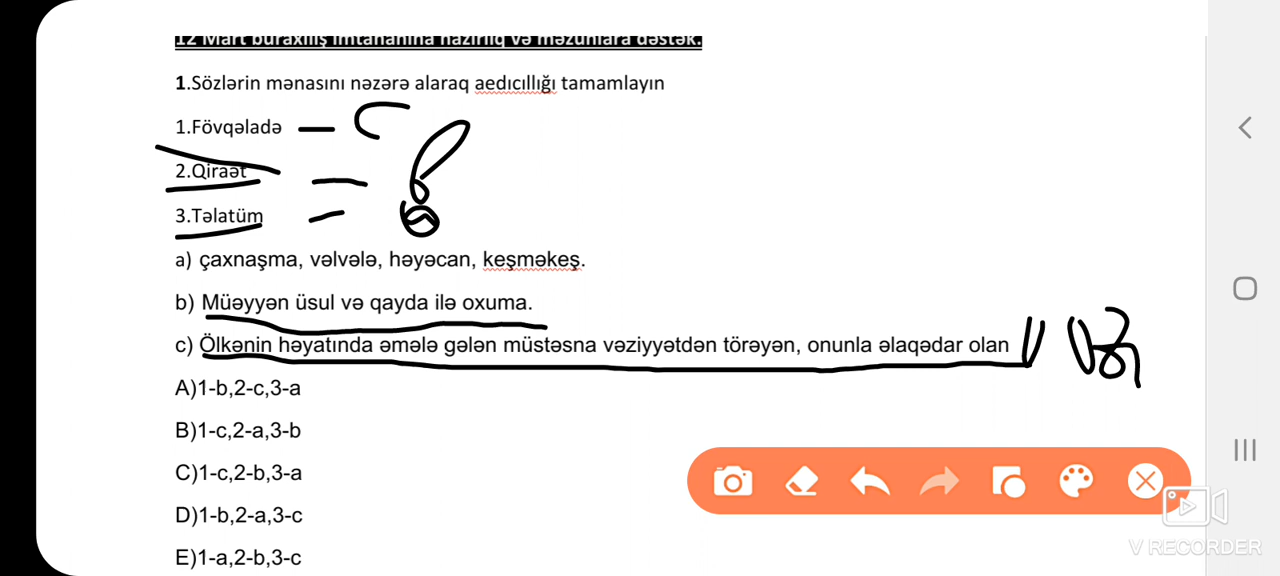 12 Mart buraxılış imtahanına hazırlıq və məzunlara dəstək.
1.Sözlərin mənasını nəzərə alaraq aedıcıllığı tamamlayın
1.Fövqəladə — c
2.Qiraət — b
3.Təlatüm –
a) çaxnaşma, vəlvələ, həyəcan, keşməkeş.
b) Müəyyən üsul və qayda ilə oxuma.
c) Ölkənin həyatında əmələ gələn müstəsna vəziyyətdən törəyən, onunla əlaqədar olan
A)1-b,2-c,3-a
B)1-c,2-a,3-b
C)1-c,2-b,3-a
D)1-b,2-a,3-c
E)1-a,2-b,3-c
V RECORDER